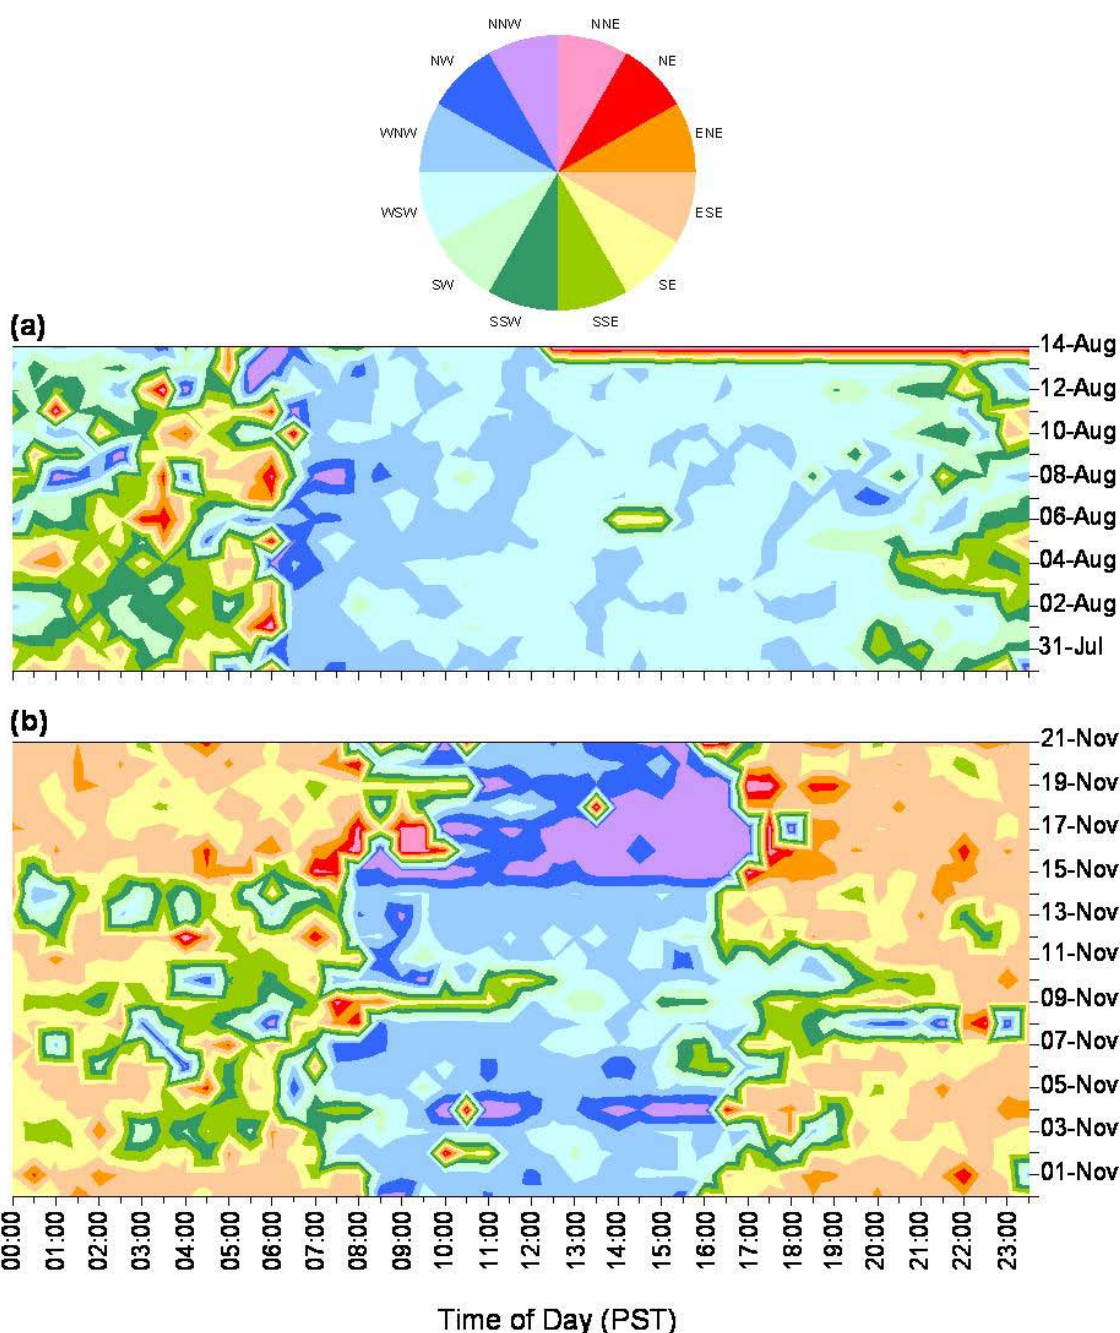 NNW NNE
NW NE
WNW ENE
WSW ESE
SW SE
SSW SSE
(a)
14-Aug
12-Aug
10-Aug
08-Aug
06-Aug
04-Aug
02-Aug
31-Jul
(b)
21-Nov
19-Nov
17-Nov
15-Nov
13-Nov
11-Nov
09-Nov
07-Nov
05-Nov
03-Nov
01-Nov
00:00 01:00 02:00 03:00 04:00 05:00 06:00 07:00 08:00 09:00 10:00 11:00 12:00 13:00 14:00 15:00 16:00 17:00 18:00 19:00 20:00 21:00 22:00 23:00
Time of Day (PST)